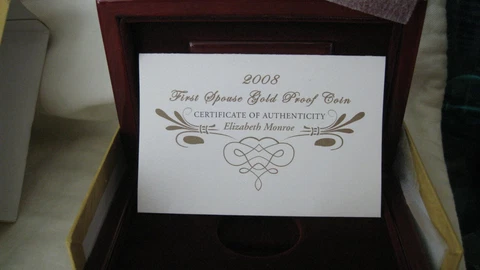 2008
First Spouse Gold Proof Coin
CERTIFICATE OF AUTHENTICITY
Elizabeth Monroe